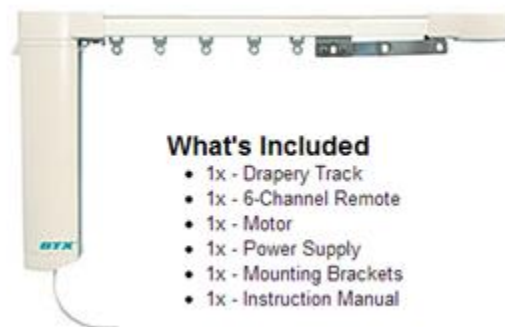 What's Included
1x - Drapery Track
1x - 6-Channel Remote
1x - Motor
BTX
1x - Power Supply
1x - Mounting Brackets
1x - Instruction Manual